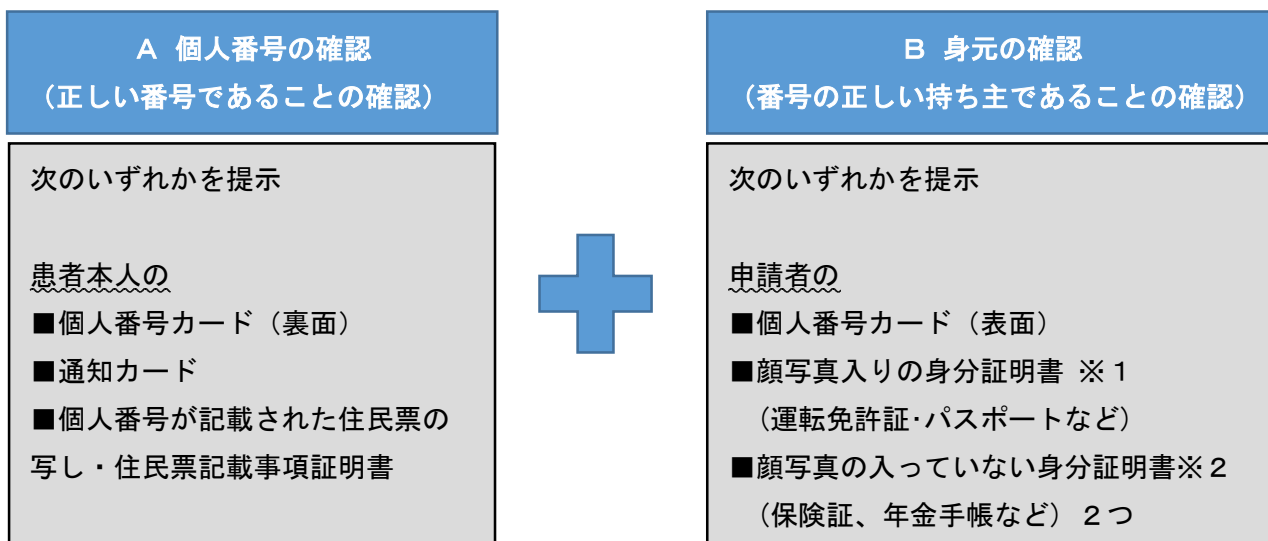 A 個人番号の確認
（正しい番号であることの確認）
次のいずれかを提示
患者本人の
■個人番号カード（裏面）
■通知カード
■個人番号が記載された住民票の
写し・住民票記載事項証明書
B 身元の確認
（番号の正しい持ち主であることの確認）
次のいずれかを提示
申請者の
■個人番号カード（表面）
■顔写真入りの身分証明書 ※１
（運転免許証･パスポートなど）
■顔写真の入っていない身分証明書※２
（保険証、年金手帳など）２つ